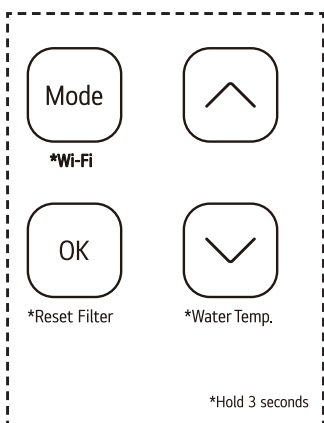 Mode
*Wi-Fi
OK
*Reset Filter
*Water Temp.
*Hold 3 seconds